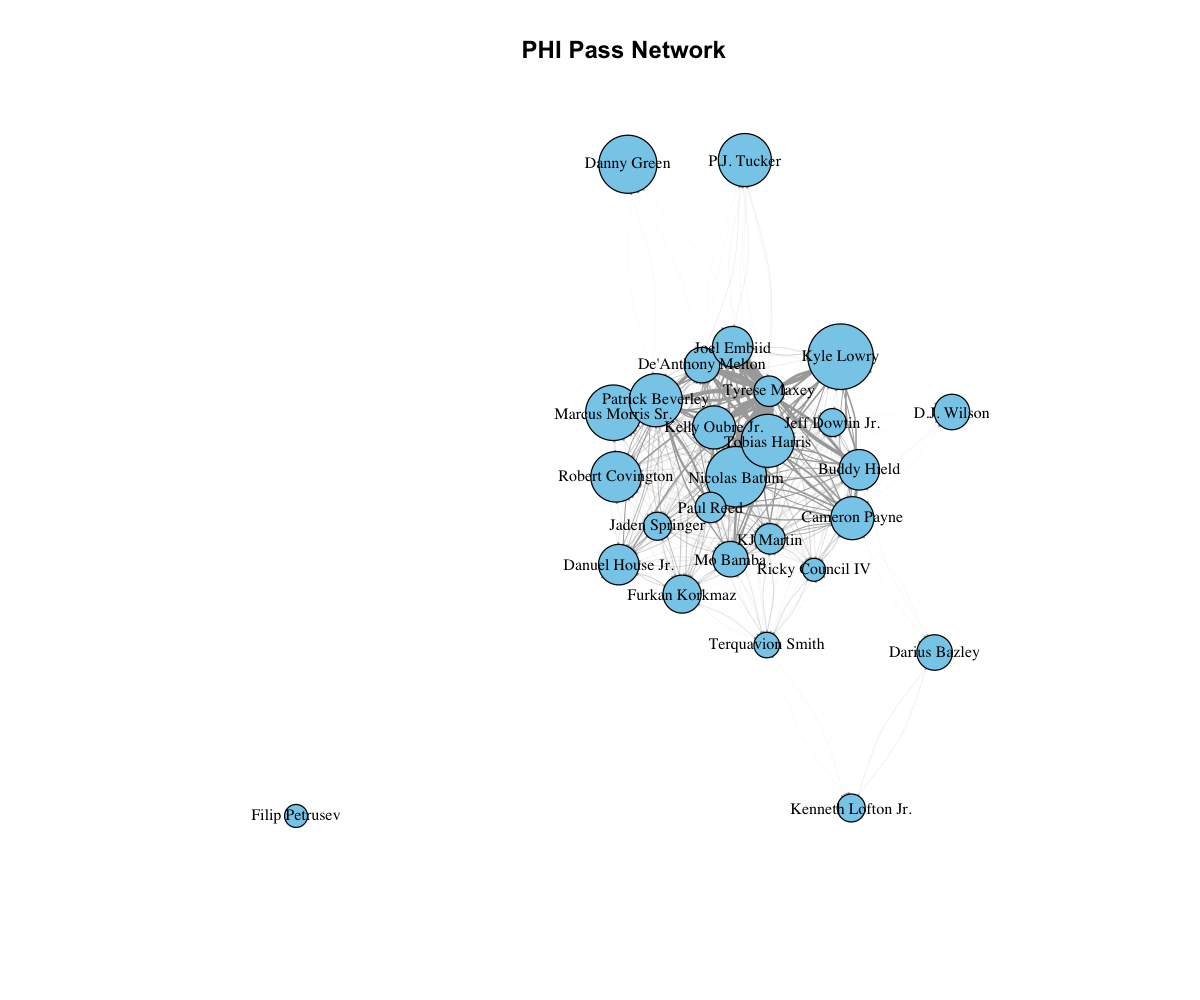 PHI Pass Network
Danny Green
P.J. Tucker
Joel Embiid
Kyle Lowry
De'Anthony Melton
Tyrese Maxey
Patrick Beverley
Marcus Morris Sr.
D.J. Wilson
Jeff Dowtin Jr.
Kelly Oubre Jr.
Tobias Harris
Buddy Hield
Robert Covington
Nicolas Batum
Paul Reed
Cameron Payne
Jaden Springer
KJ Martin
Mo Bamba
Danuel House Jr.
Ricky Council IV
Furkan Korkmaz
Terquavion Smith
Darius Bazley
Kenneth Lofton Jr.
Filip Petrusev